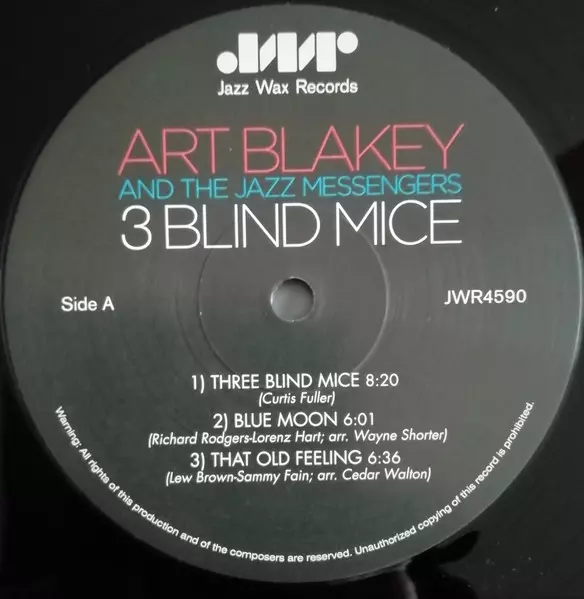 JWR
Jazz Wax Records
ART BLAKEY
AND THE JAZZ MESSENGERS
3 BLIND MICE
Side A
JWR4590
1) THREE BLIND MICE 8:20
(Curtis Fuller)
2) BLUE MOON 6:01
(Richard Rodgers-Lorenz Hart; arr. Wayne Shorter)
3) THAT OLD FEELING 6:36
(Lew Brown-Sammy Fain; arr. Cedar Walton)
Warning: All rights of this production and of the composers are reserved. Unauthorized copying of this record is prohibited.